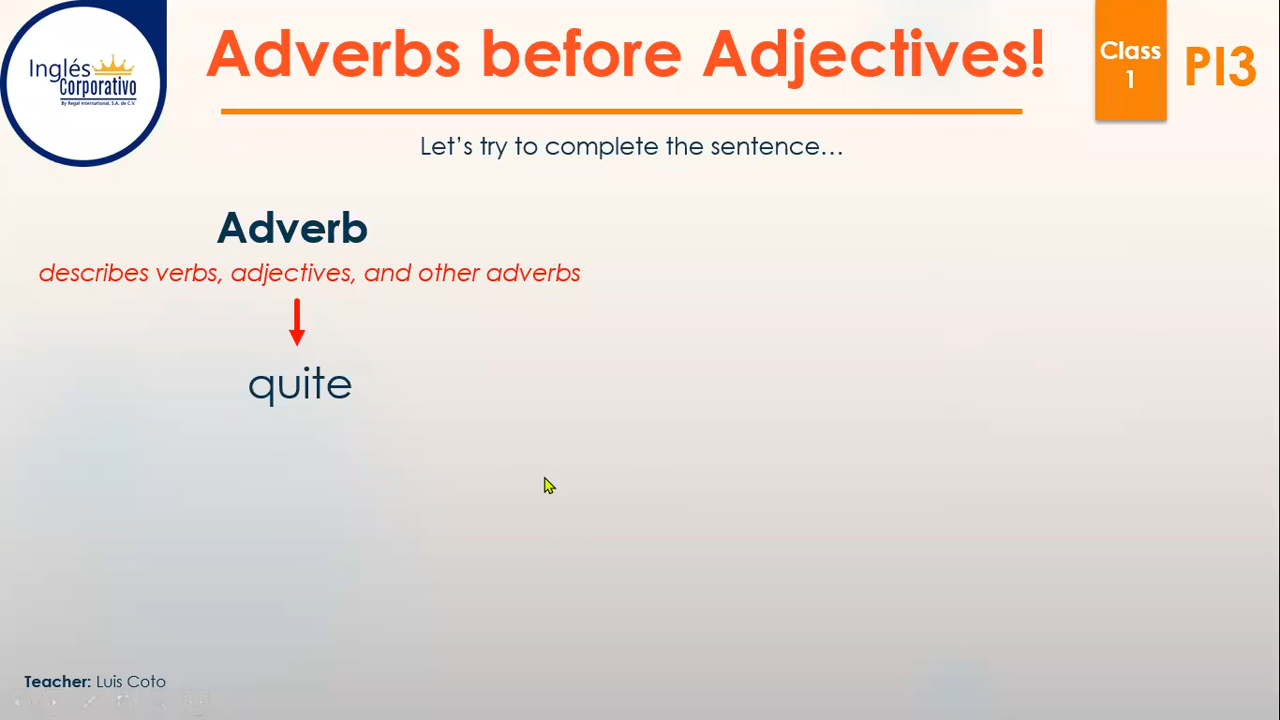 Inglés
Corporativo
By Regal International, S.A. de C.V.
Adverbs before Adjectives!
Class
1
PI3
Let's try to complete the sentence…
Adverb
describes verbs, adjectives, and other adverbs
quite
Teacher: Luis Coto